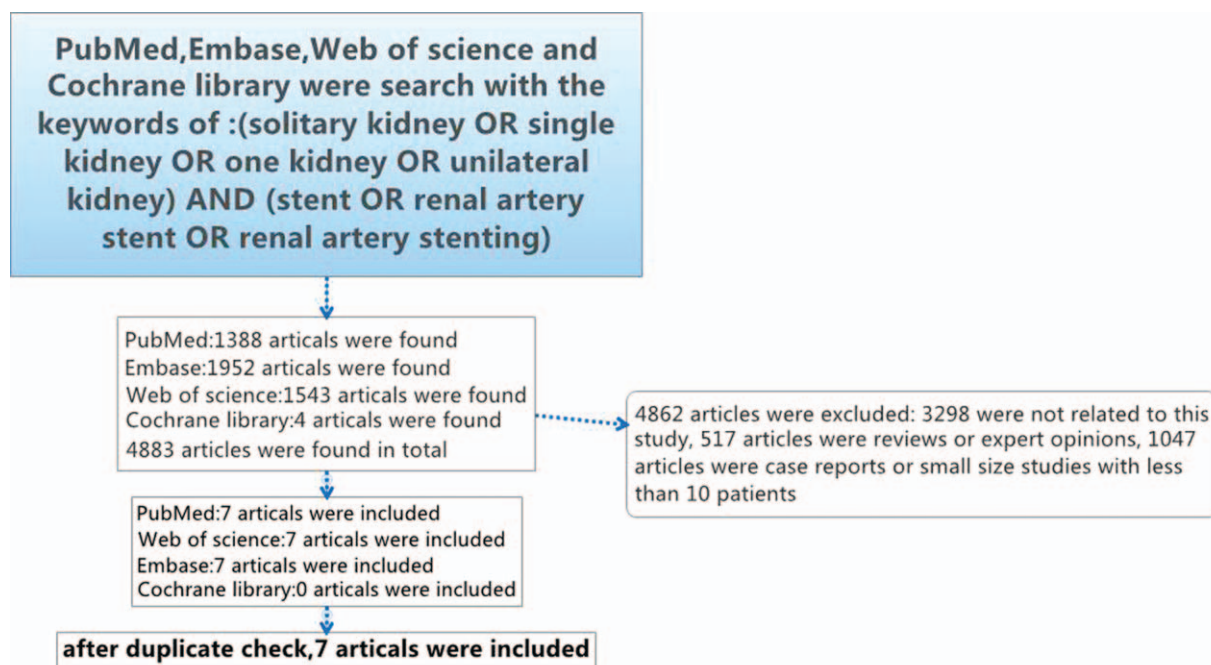 PubMed,Embase,Web of science and
Cochrane library were search with the
keywords of :(solitary kidney OR single
kidney OR one kidney OR unilateral
kidney) AND (stent OR renal artery
stent OR renal artery stenting)
PubMed:1388 articals were found
Embase:1952 articals were found
Web of science:1543 articals were found
Cochrane library:4 articals were found
4883 articles were found in total
4862 articles were excluded: 3298 were not related to this
study, 517 articles were reviews or expert opinions, 1047
articles were case reports or small size studies with less
than 10 patients
PubMed:7 articals were included
Web of science:7 articals were included
Embase:7 articals were included
Cochrane library:0 articals were included
after duplicate check,7 articals were included